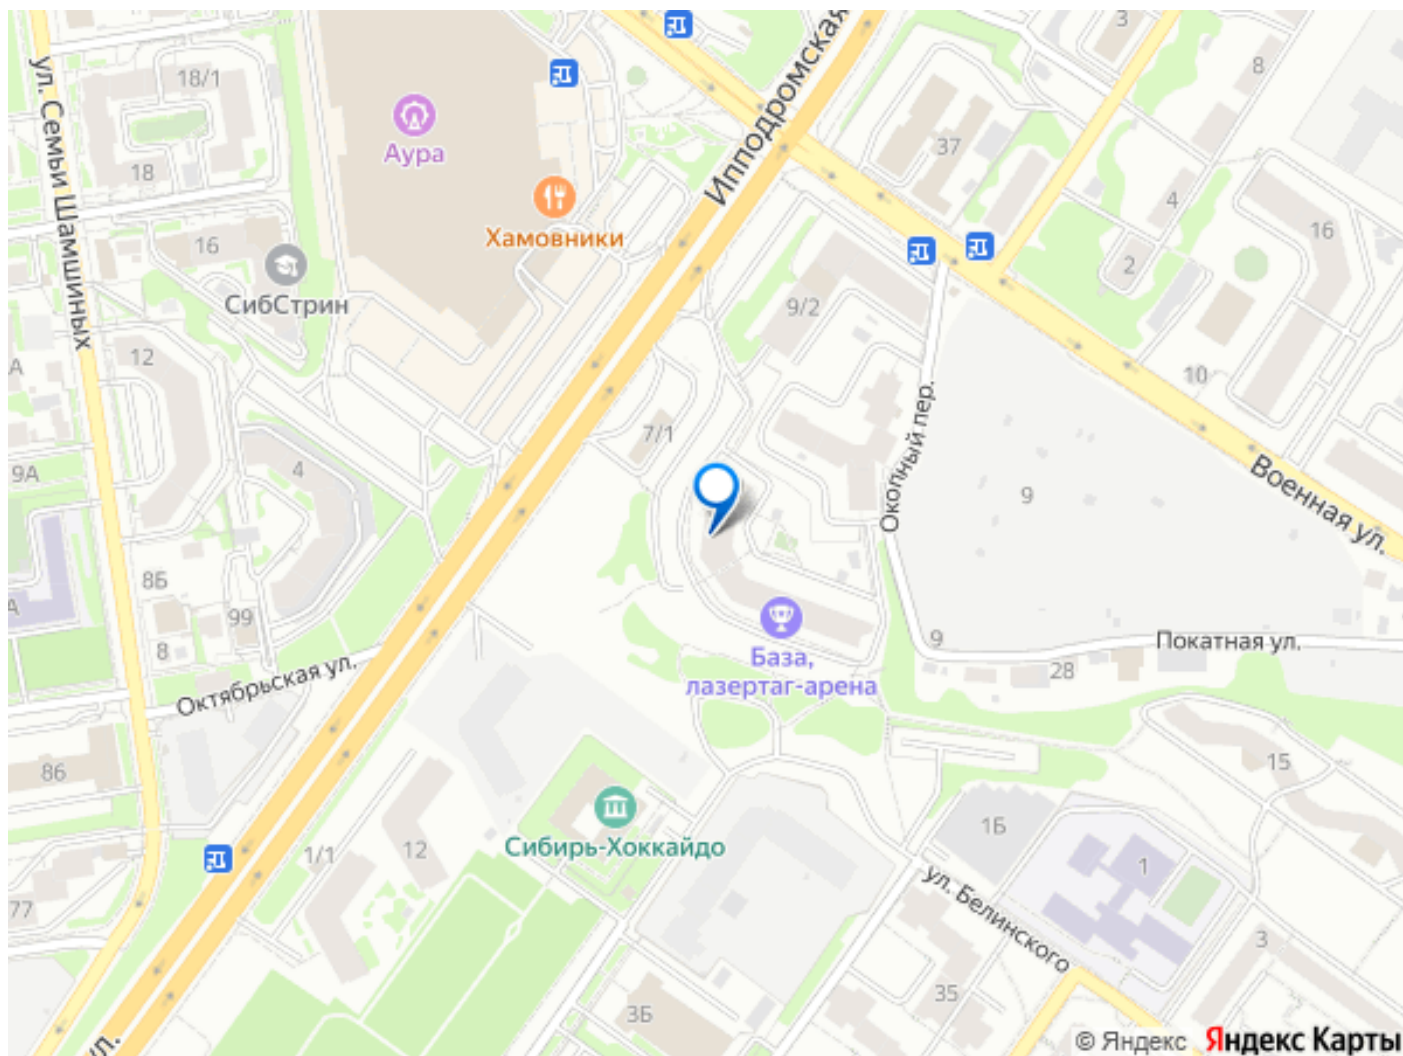 3
8
18/1
Ипподромская
ул. Семьи Шамшиных
Аура
37
18
4
16
Хамовники
16
2
СибСтрин
9/2
12
А
10
7/1
Окопный пер.
9А
4
9
Военная ул.
8Б
А
99
База,
лазертаг-арена
9
Покатная ул.
8
28
Октябрьская ул.
86
15
Сибирь-Хоккайдо
1Б
1/1
12
1
ул. Белинского
77
3
35
3Б
ул.
© Яндекс Яндекс Карты